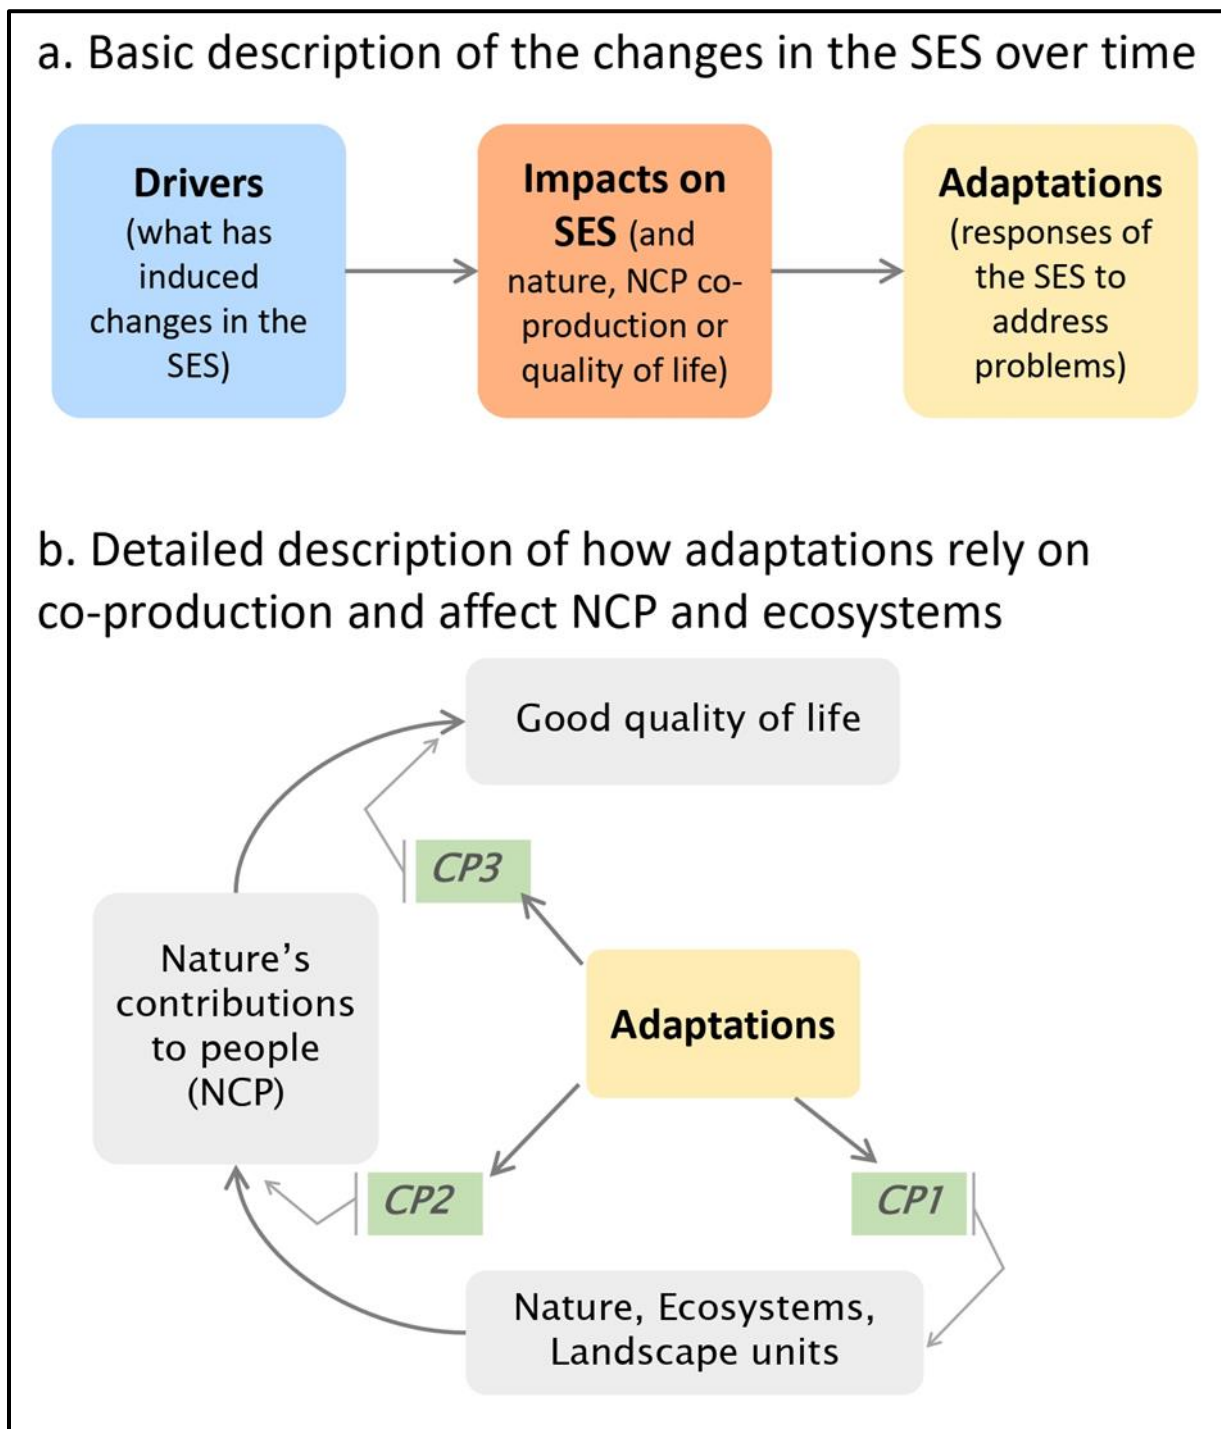 a. Basic description of the changes in the SES over time
Drivers
(what has
induced
changes in the
SES)
Impacts on
SES (and
nature, NCP co-
production or
quality of life)
Adaptations
(responses of
the SES to
address
problems)
b. Detailed description of how adaptations rely on
co-production and affect NCP and ecosystems
Good quality of life
CP3
Nature’s
contributions
to people
(NCP)
Adaptations
CP2
CP1
Nature, Ecosystems,
Landscape units